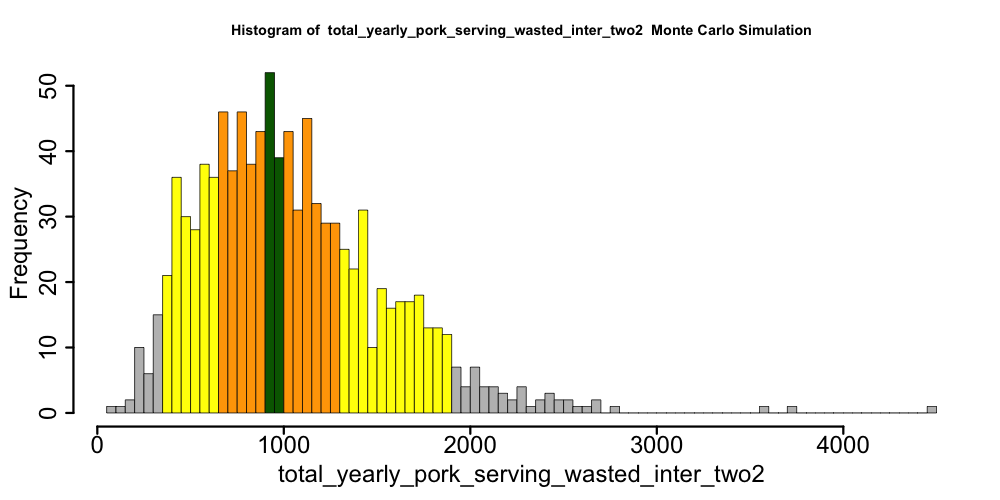 Histogram of  total_yearly_pork_serving_wasted_inter_two2  Monte Carlo Simulation
Frequency
50
40
30
20
10
0
0 1000 2000 3000 4000
total_yearly_pork_serving_wasted_inter_two2